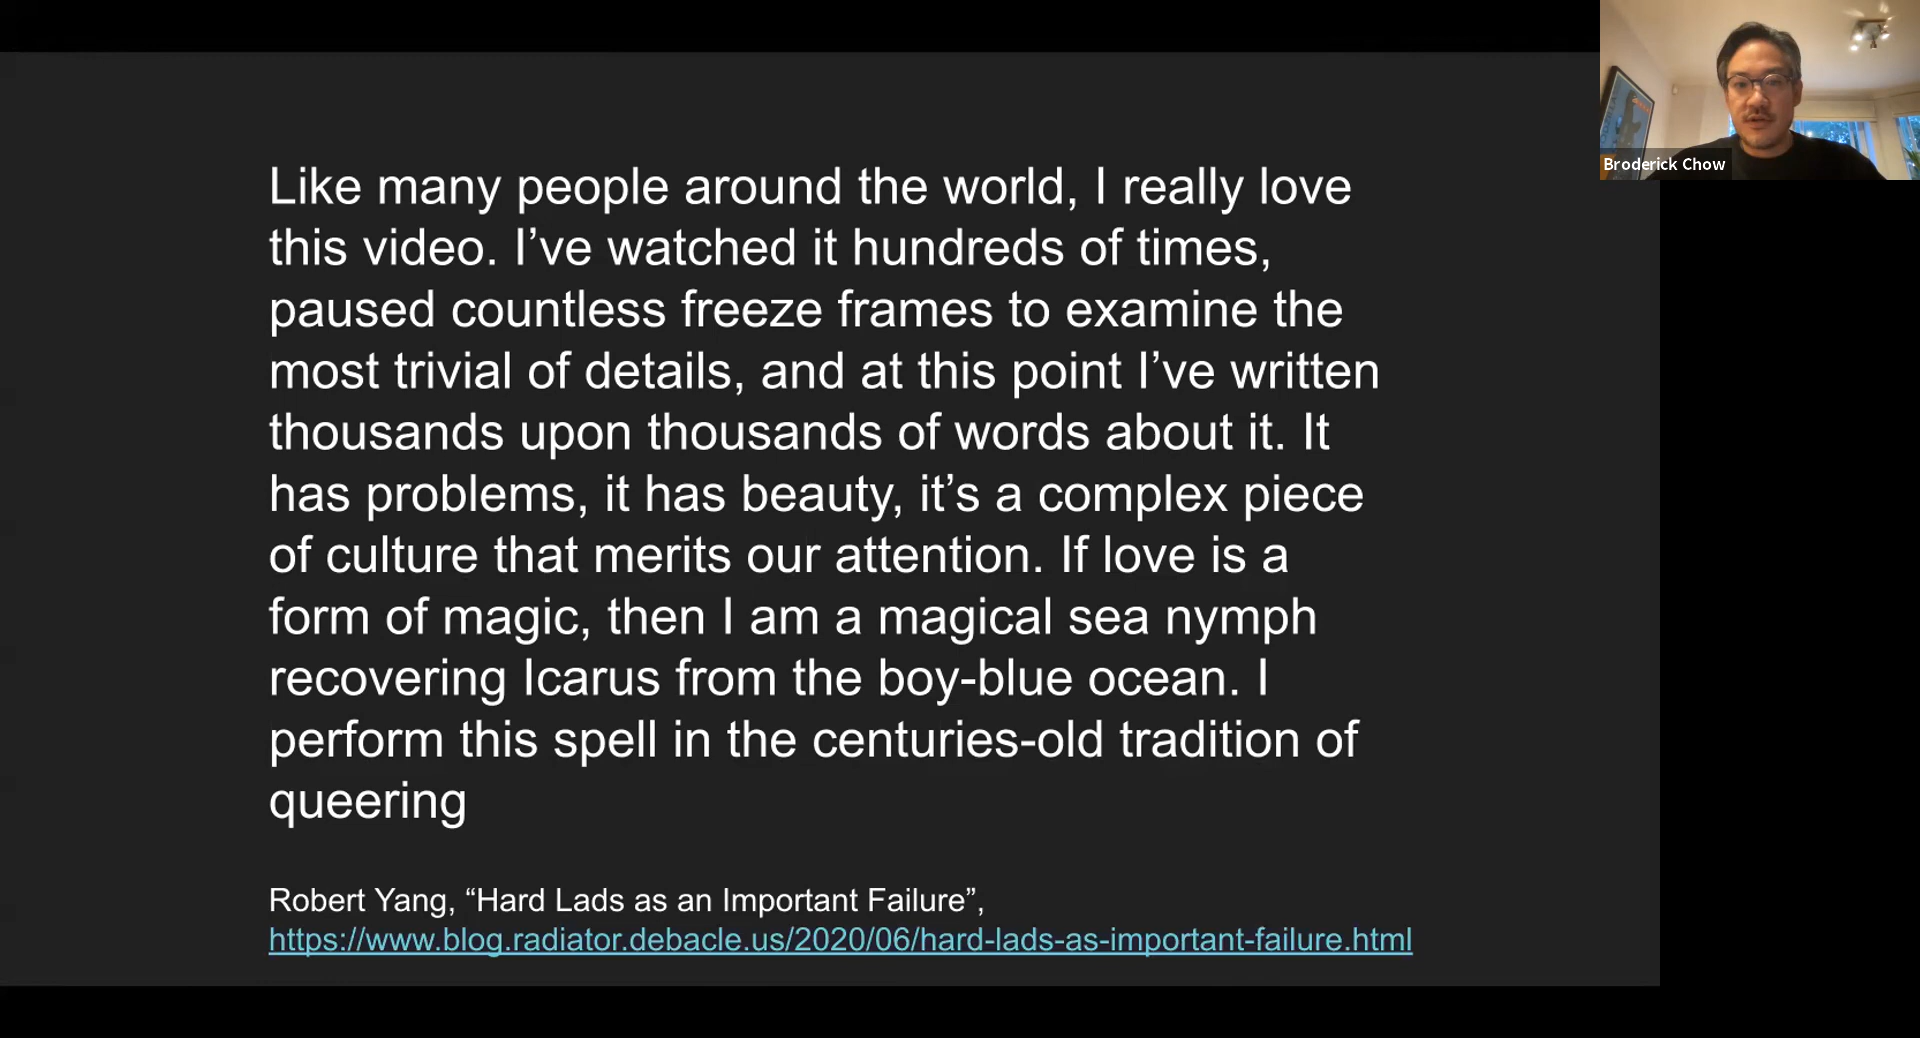 Like many people around the world, I really love
this video. I’ve watched it hundreds of times,
paused countless freeze frames to examine the
most trivial of details, and at this point I’ve written
thousands upon thousands of words about it. It
has problems, it has beauty, it’s a complex piece
of culture that merits our attention. If love is a
form of magic, then I am a magical sea nymph
recovering Icarus from the boy-blue ocean. I
perform this spell in the centuries-old tradition of
queering
Robert Yang, “Hard Lads as an Important Failure”,
https://www.blog.radiator.debacle.us/2020/06/hard-lads-as-important-failure.html
Broderick Chow